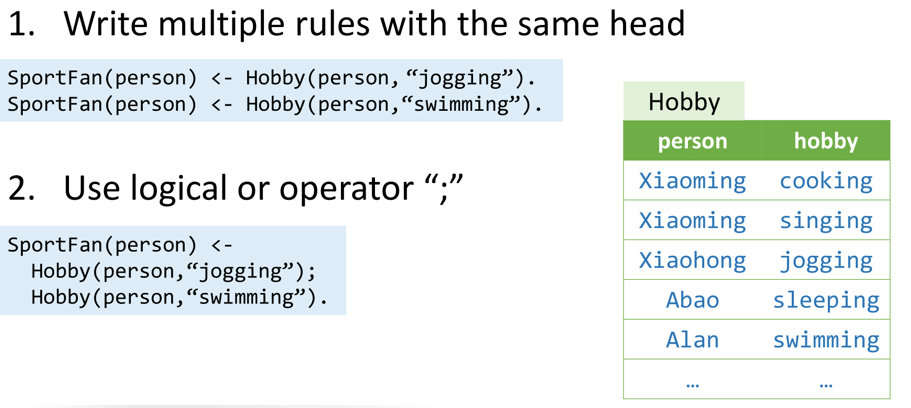 1. Write multiple rules with the same head
SportFan(person) <- Hobby(person,“jogging”).
SportFan(person) <- Hobby(person,“swimming”).
2. Use logical or operator “;”
SportFan(person) <-
Hobby(person,“jogging”);
Hobby(person,“swimming”).
Hobby
person hobby
Xiaoming cooking
Xiaoming singing
Xiaohong jogging
Abao sleeping
Alan swimming
… …